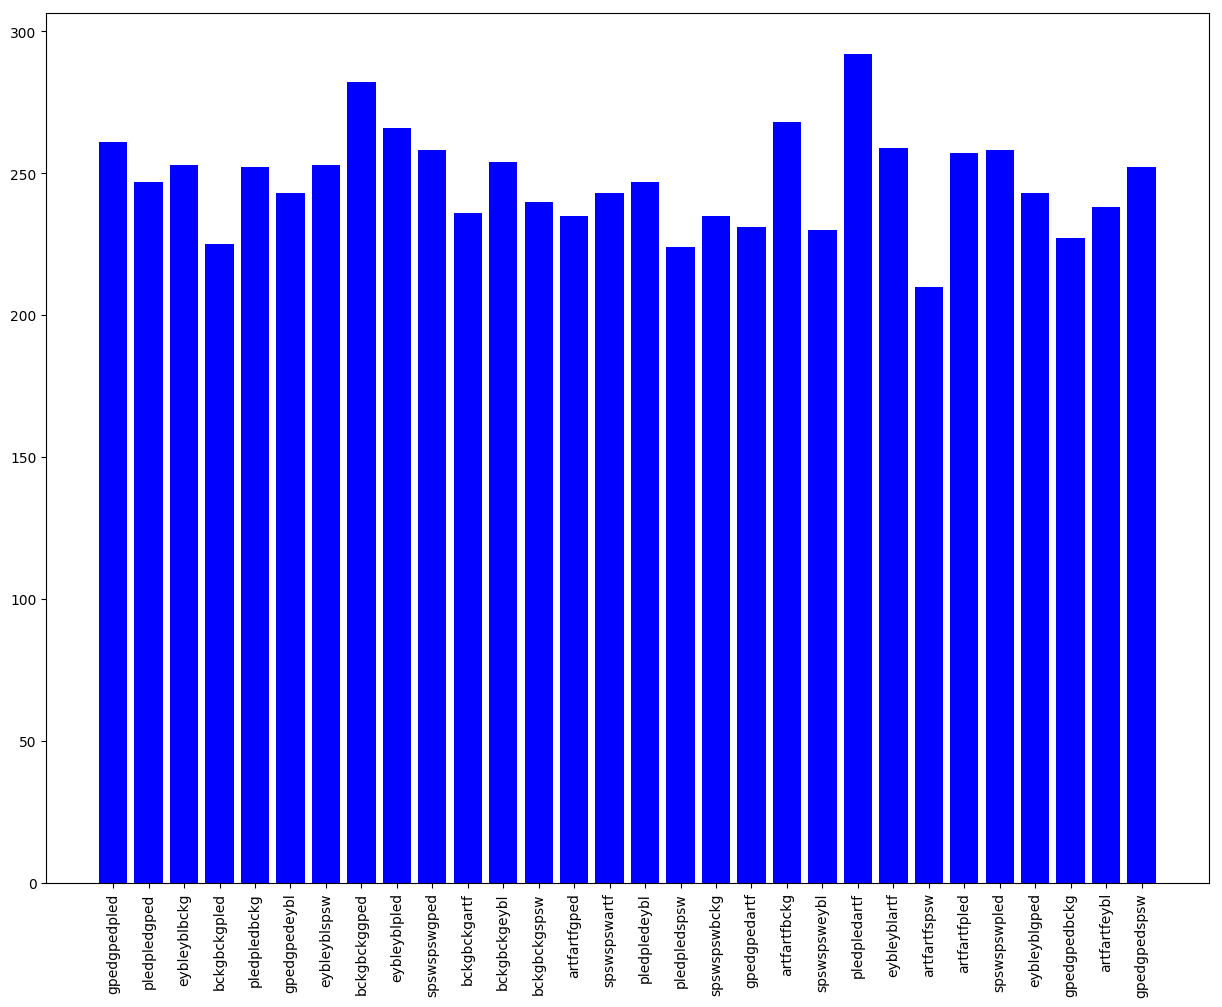 300
250
200
150
100
50
0
gpedgpedpled
pledpledgped
eybleyblbckg
bckgbckgpled
pledpledbckg
gpedgpedeybl
eybleyblspsw
bckgbckggped
eybleyblpled
spswspswgped
bckgbckgartf
bckgbckgeybl
bckgbckgspsw
artfartfgped
spswspswartf
pledpledeybl
pledpledspsw
spswspswbckg
gpedgpedartf
artfartfbckg
spswspsweybl
pledpledartf
eybleyblartf
artfartfspsw
artfartfpled
spswspswpled
eybleyblgped
gpedgpedbckg
artfartfeybl
gpedgpedspsw